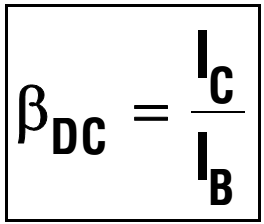 β_DC = I_C / I_B